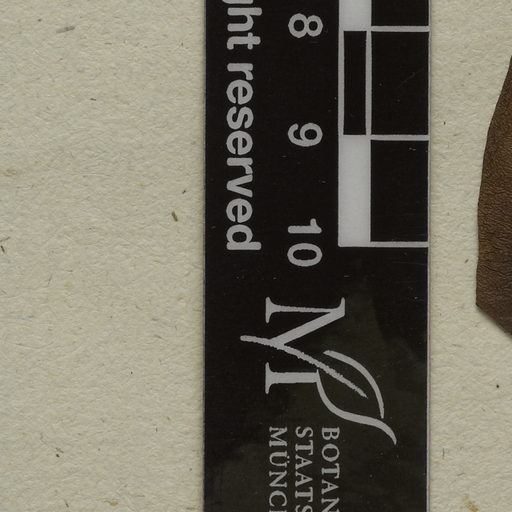 ght reserved
8 9 10
M
BOTAN
STAATS
MÜNC